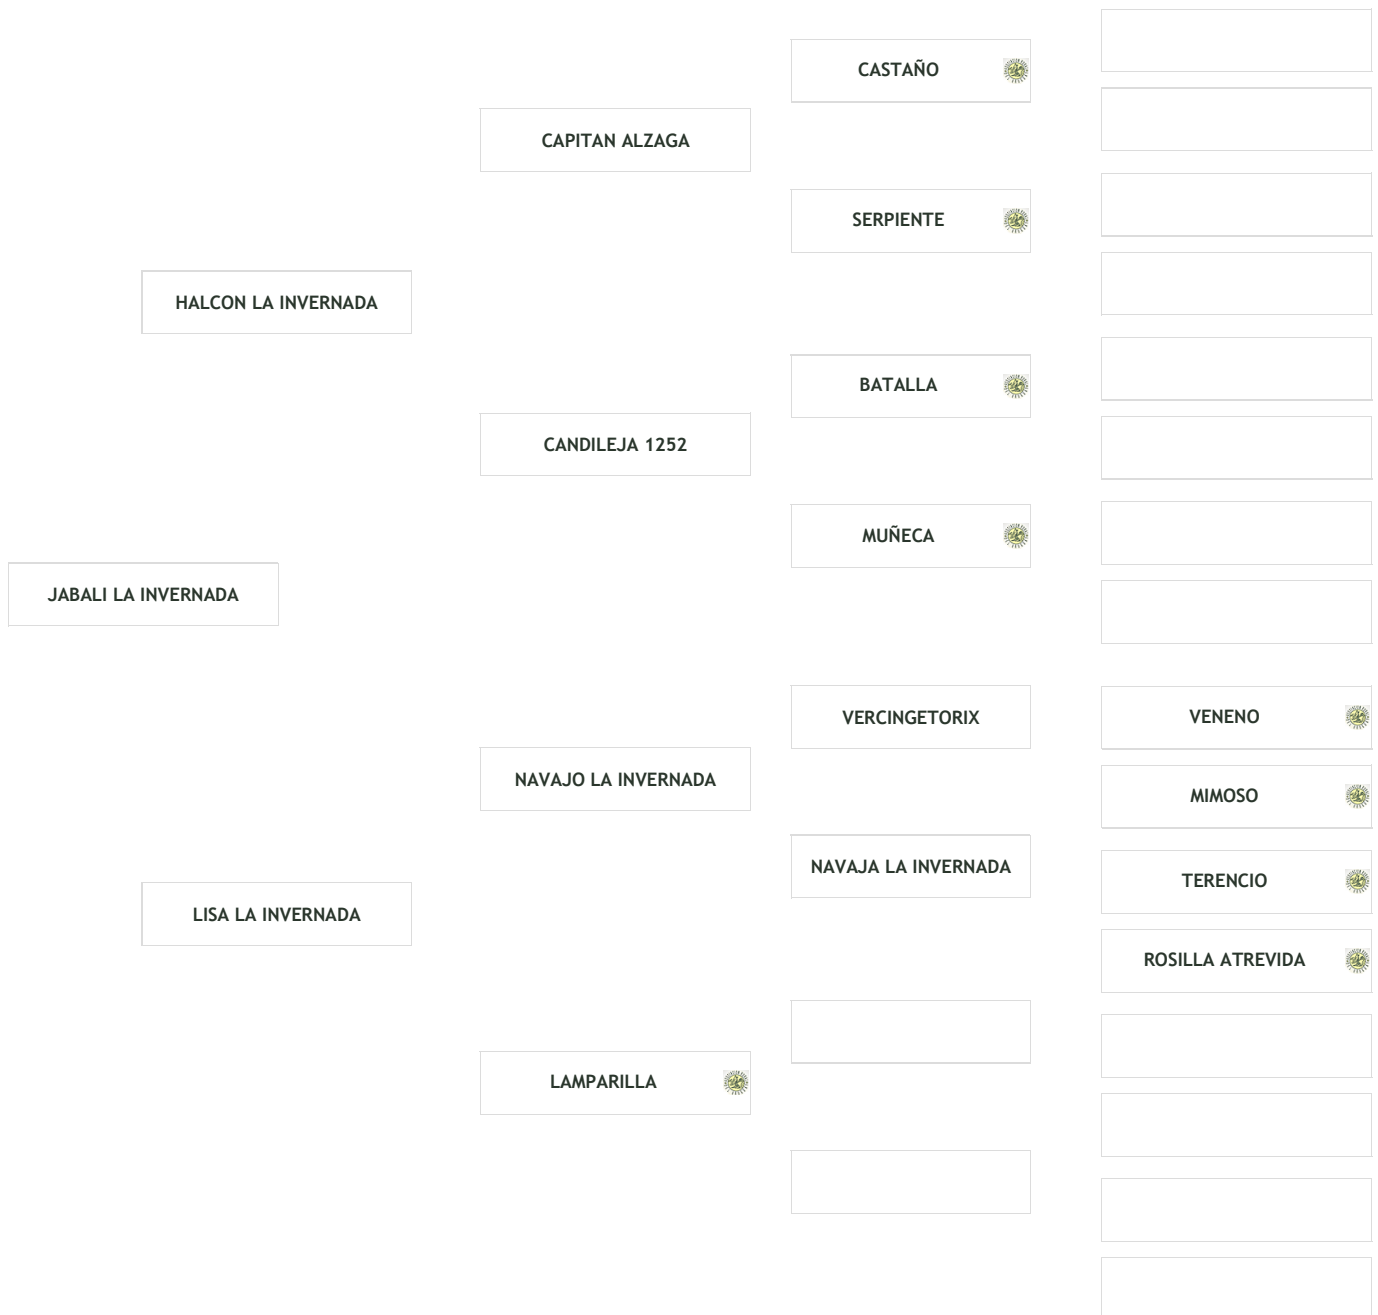 CASTAÑO
CAPITAN ALZAGA
SERPIENTE
HALCON LA INVERNADA
BATALLA
CANDILEJA 1252
MUÑECA
JABALI LA INVERNADA
VERCINGETORIX
VENENO
NAVAJO LA INVERNADA
MIMOSO
NAVAJA LA INVERNADA
TERENCIO
LISA LA INVERNADA
ROSILLA ATREVIDA
LAMPARILLA